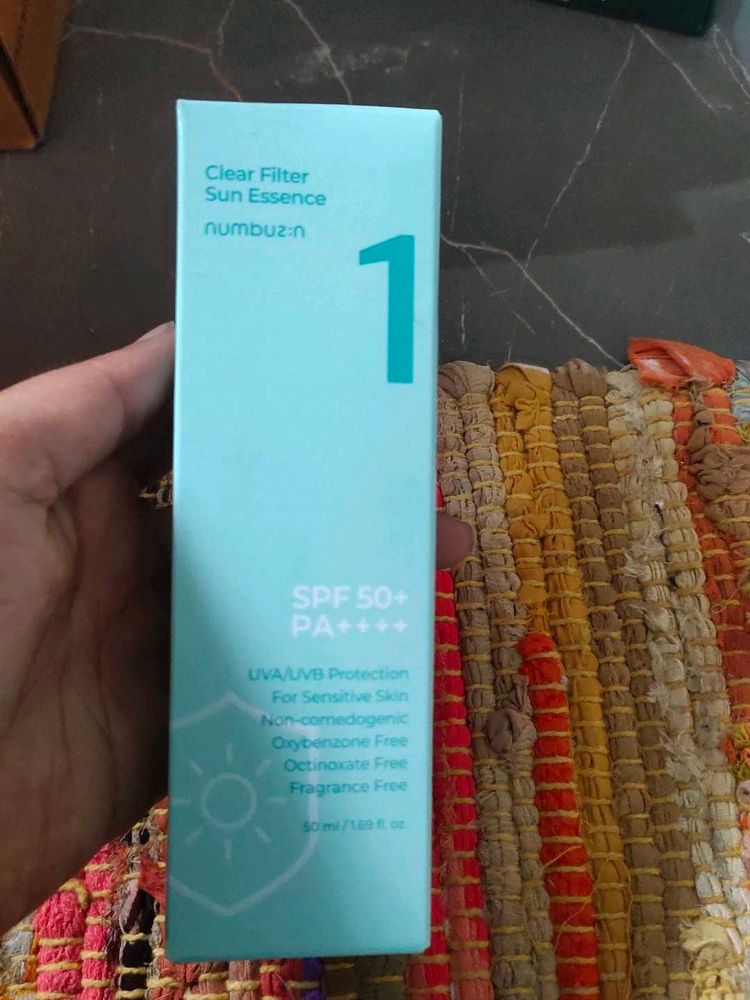 Clear Filter
Sun Essence
numbuz:n
1
SPF 50+
PA++++
UVA/UVB Protection
For Sensitive Skin
Non-comedogenic
Oxybenzone Free
Octinoxate Free
Fragrance Free
50 ml / 1.69 fl. oz.